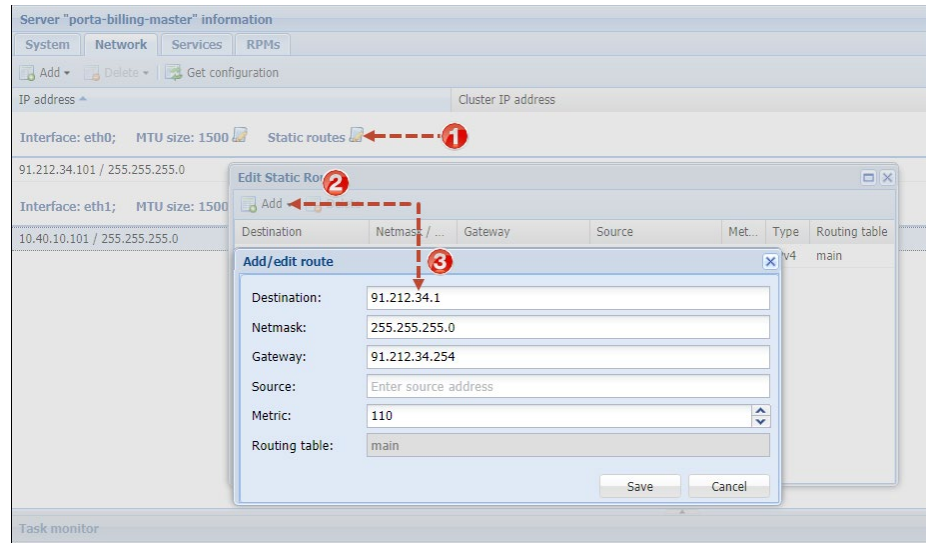 Server "porta-billing-master" information
System Network Services RPMs
Add Delete Get configuration
IP address Cluster IP address
Interface: eth0; MTU size: 1500 Static routes 1
91.212.34.101 / 255.255.255.0
Edit Static 2
Interface: eth1; MTU size: 1500
Add
10.40.10.101 / 255.255.255.0
Destination Netmask / ... Gateway Source Met... Type Routing table
v4 main
Add/edit route 3
Destination: 91.212.34.1
Netmask: 255.255.255.0
Gateway: 91.212.34.254
Source: Enter source address
Metric: 110
Routing table: main
Save Cancel
Task monitor